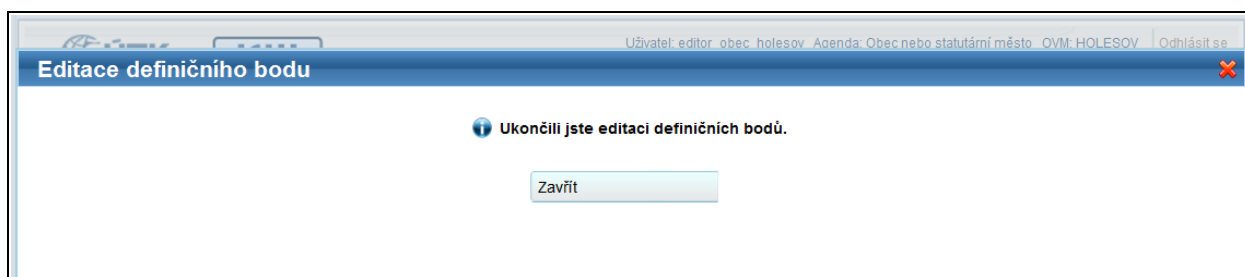 Uživatel: editor_obec_holesov Agenda: Obec nebo statutární město OVM: HOLESOV Odhlásit se
Editace definičního bodu
Ukončili jste editaci definičních bodů.
Zavřít